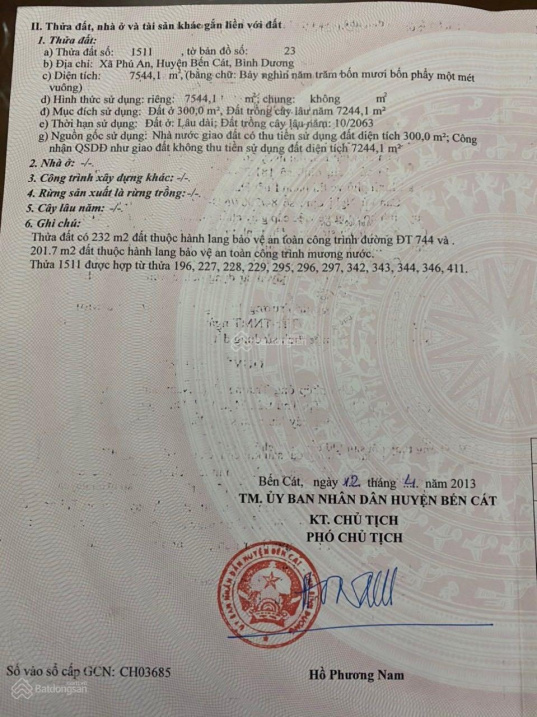 II. Thửa đất, nhà ở và tài sản khác gắn liền với đất
1. Thửa đất:
a) Thửa đất số: 1511 , tờ bản đồ số: 23
b) Địa chỉ: Xã Phú An, Huyện Bến Cát, Bình Dương
c) Diện tích: 7544,1 m², (bằng chữ: Bảy nghìn năm trăm bốn mươi bốn phẩy một mét
vuông)
d) Hình thức sử dụng: riêng: 7544,1 m²; chung: không m²
đ) Mục đích sử dụng: Đất ở 300,0 m², Đất trồng cây lâu năm 7244,1 m²
e) Thời hạn sử dụng: Đất ở: Lâu dài; Đất trồng cây lâu năm: 10/2063
g) Nguồn gốc sử dụng: Nhà nước giao đất có thu tiền sử dụng đất diện tích 300,0 m²; Công
nhận QSDĐ như giao đất không thu tiền sử dụng đất diện tích 7244,1 m²
2. Nhà ở: -/-
3. Công trình xây dựng khác: -/-
4. Rừng sản xuất là rừng trồng: -/-
5. Cây lâu năm: -/-
6. Ghi chú:
Thửa đất có 232 m2 đất thuộc hành lang bảo vệ an toàn công trình đường ĐT 744 và
201.7 m2 đất thuộc hành lang bảo vệ an toàn công trình mương nước.
Thửa 1511 được hợp từ thửa 196, 227, 228, 229, 295, 296, 297, 342, 343, 344, 346, 411.
Bến Cát, ngày 12 tháng 4 năm 2013
TM. ỦY BAN NHÂN DÂN HUYỆN BẾN CÁT
KT. CHỦ TỊCH
PHÓ CHỦ TỊCH
ỦY BAN NHÂN DÂN HUYỆN BẾN CÁT
Số vào sổ cấp GCN: CH03685
Hồ Phương Nam
Batdongsan